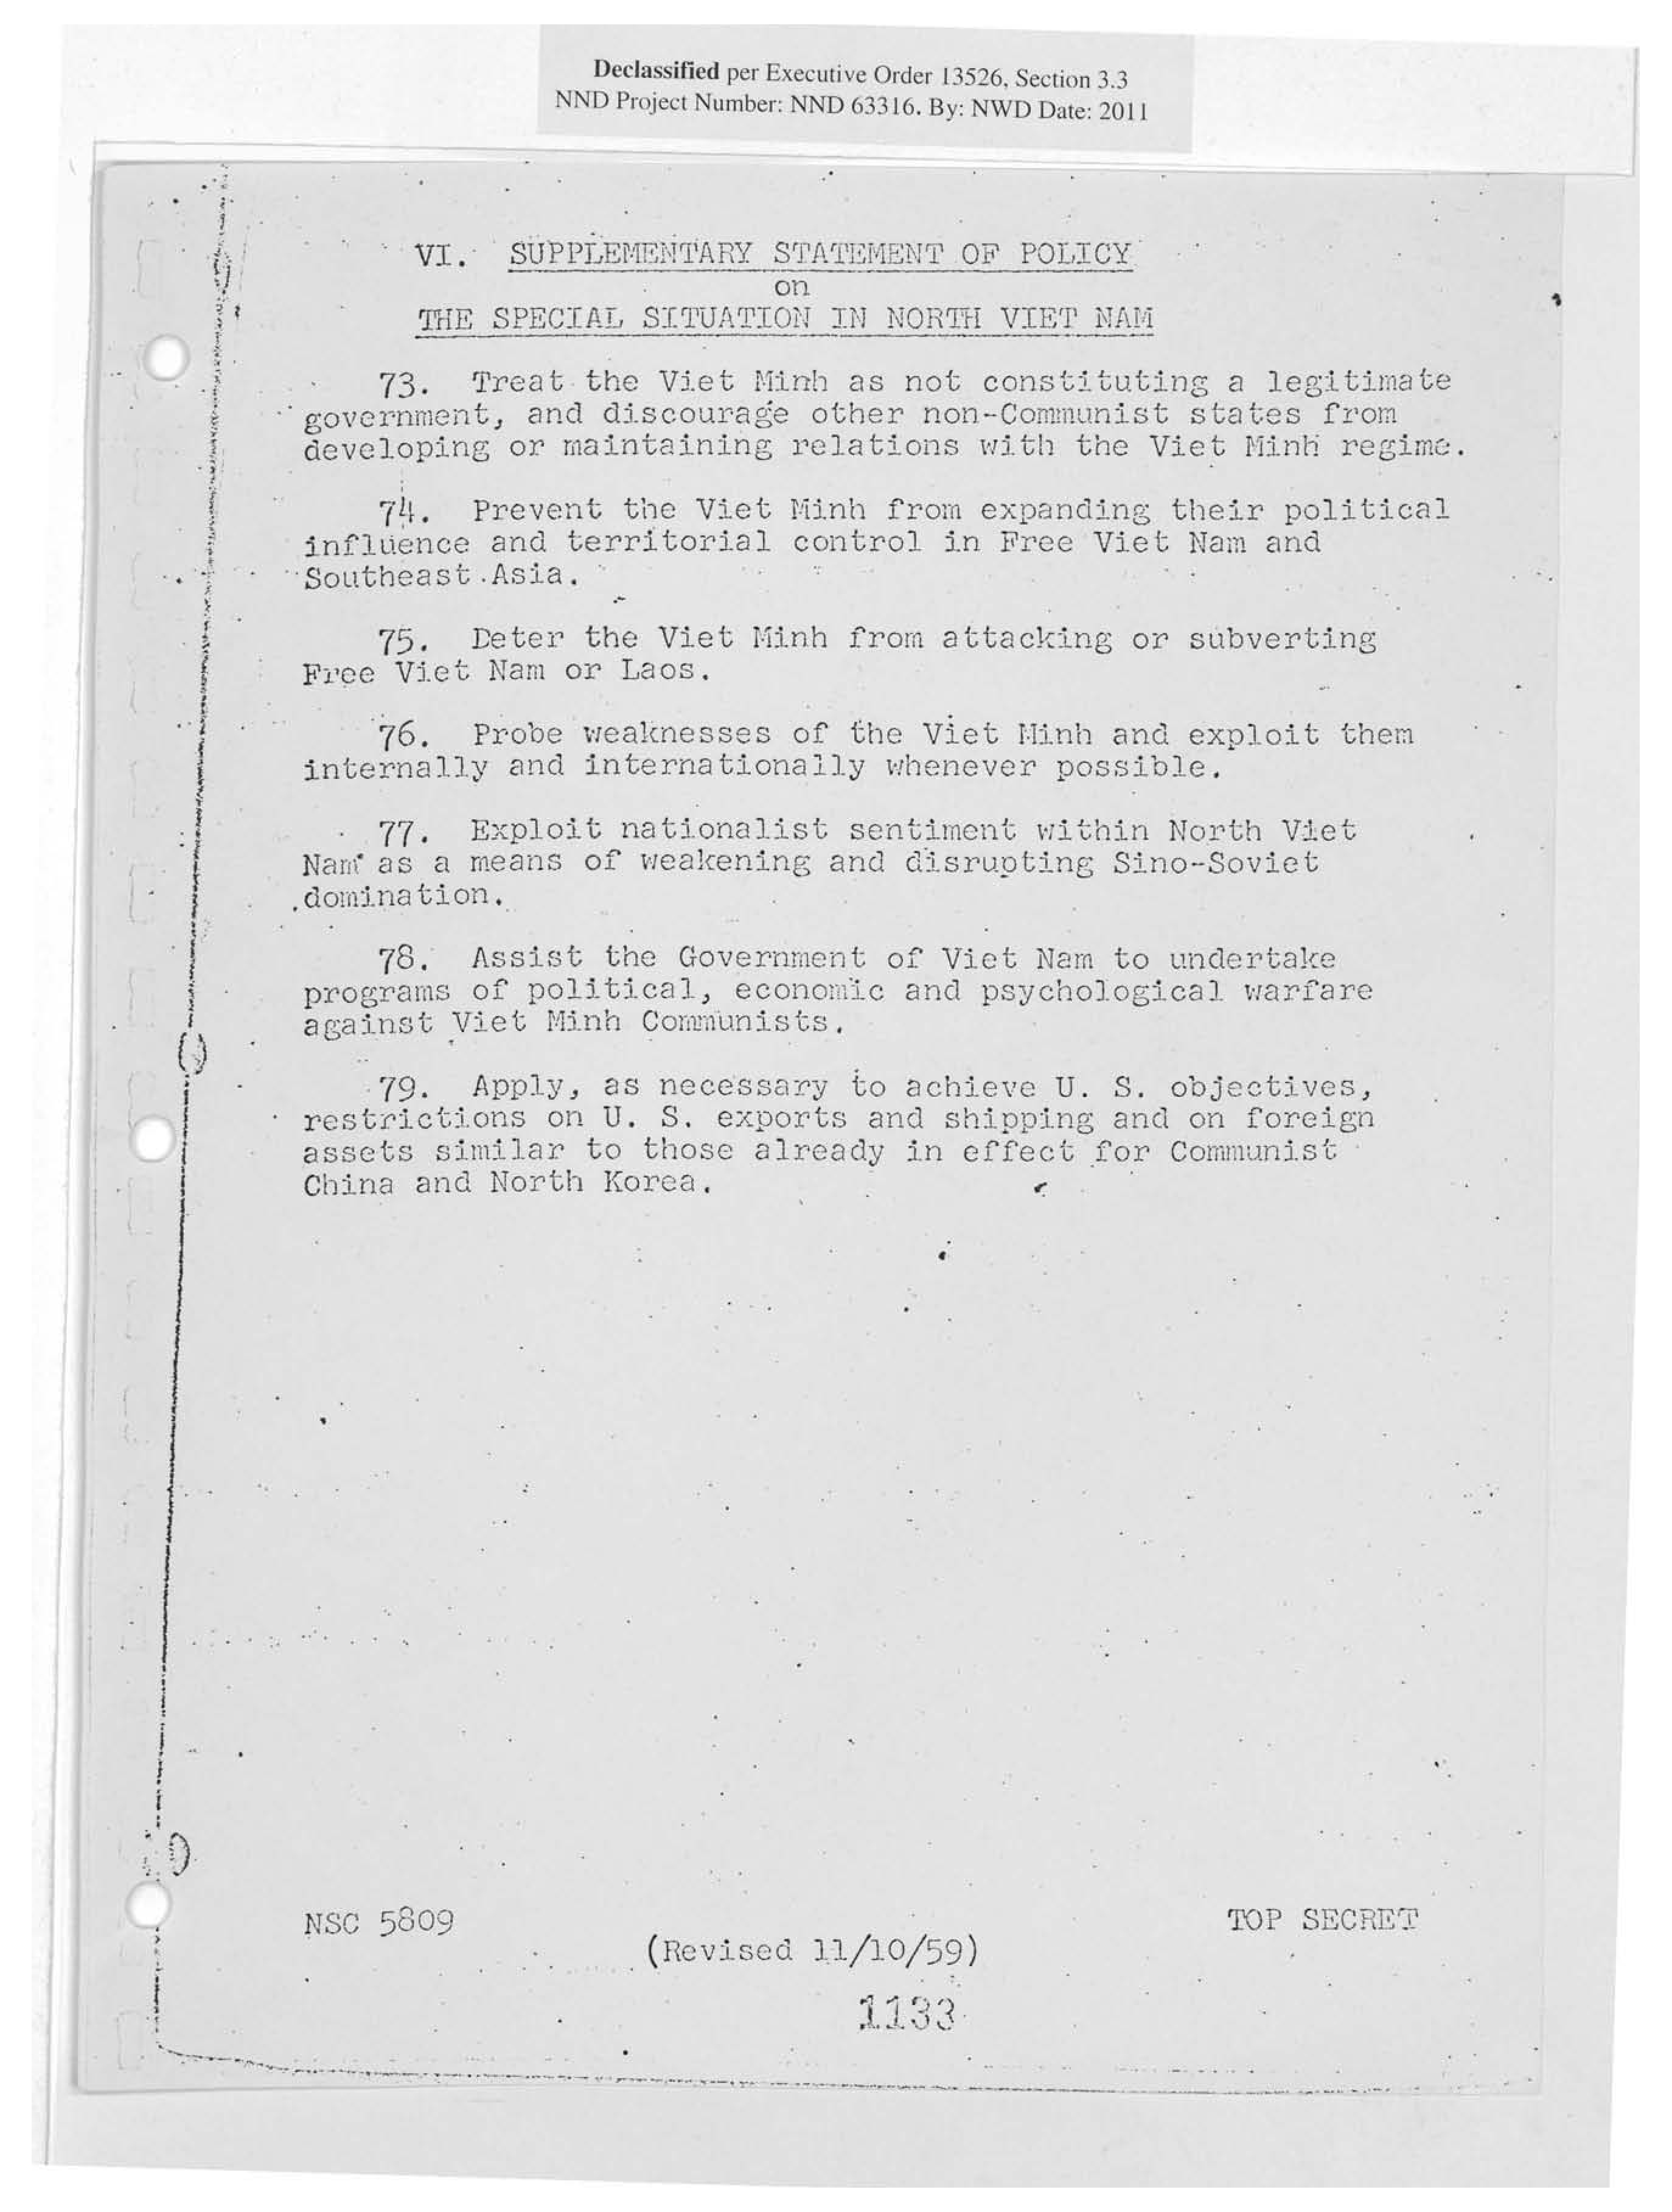 Declassified per Executive Order 13526, Section 3.3
NND Project Number: NND 63316. By: NWD Date: 2011
VI. SUPPLEMENTARY STATEMENT OF POLICY
on
THE SPECIAL SITUATION IN NORTH VIET NAM
73. Treat the Viet Minh as not constituting a legitimate
government, and discourage other non-Communist states from
developing or maintaining relations with the Viet Minh regime.
74. Prevent the Viet Minh from expanding their political
influence and territorial control in Free Viet Nam and
Southeast Asia.
75. Deter the Viet Minh from attacking or subverting
Free Viet Nam or Laos.
76. Probe weaknesses of the Viet Minh and exploit them
internally and internationally whenever possible.
77. Exploit nationalist sentiment within North Viet
Nam as a means of weakening and disrupting Sino-Soviet
domination.
78. Assist the Government of Viet Nam to undertake
programs of political, economic and psychological warfare
against Viet Minh Communists.
79. Apply, as necessary to achieve U. S. objectives,
restrictions on U. S. exports and shipping and on foreign
assets similar to those already in effect for Communist
China and North Korea.
NSC 5809
TOP SECRET
(Revised 11/10/59)
1133